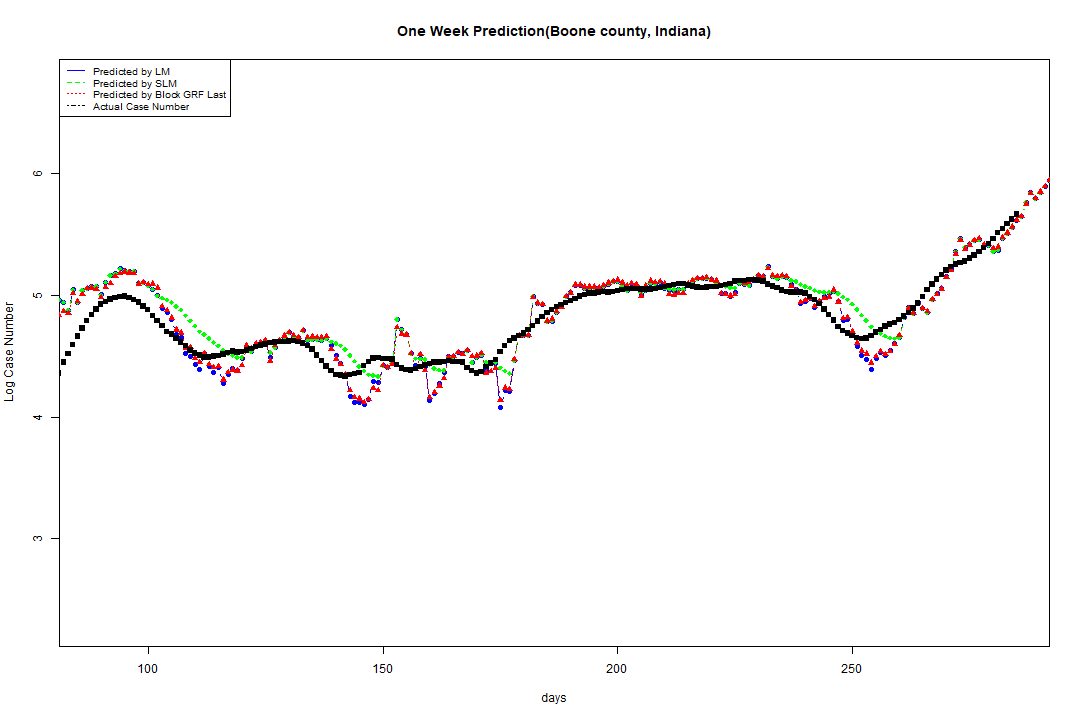 One Week Prediction(Boone county, Indiana)
Predicted by LM
Predicted by SLM
Predicted by Block GRF Last
Actual Case Number
Log Case Number
6
5
4
3
100 150 200 250
days